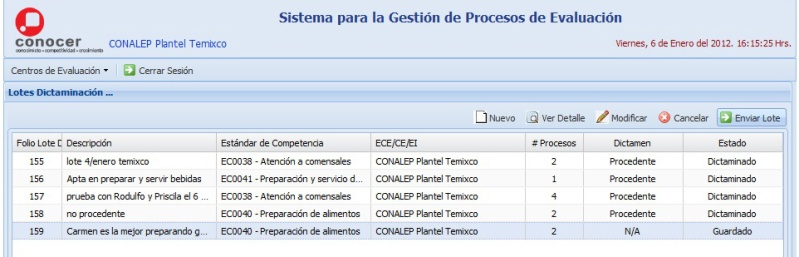 Sistema para la Gestión de Procesos de Evaluación
conocer
conocimiento • competitividad • crecimiento
CONALEP Plantel Temixco
Viernes, 6 de Enero del 2012. 16:15:25 Hrs.
Centros de Evaluación Cerrar Sesión
Lotes Dictaminación ...
Nuevo Ver Detalle Modificar Cancelar Enviar Lote
Folio Lote D Descripción Estándar de Competencia ECE/CE/EI # Procesos Dictamen Estado
155 lote 4/enero temixco EC0038 - Atención a comensales CONALEP Plantel Temixco 2 Procedente Dictaminado
156 Apta en preparar y servir bebidas EC0041 - Preparación y servicio d... CONALEP Plantel Temixco 1 Procedente Dictaminado
157 prueba con Rodulfo y Priscila el 6 ... EC0038 - Atención a comensales CONALEP Plantel Temixco 4 Procedente Dictaminado
158 no procedente EC0040 - Preparación de alimentos CONALEP Plantel Temixco 2 Procedente Dictaminado
159 Carmen es la mejor preparando g... EC0040 - Preparación de alimentos CONALEP Plantel Temixco 2 N/A Guardado